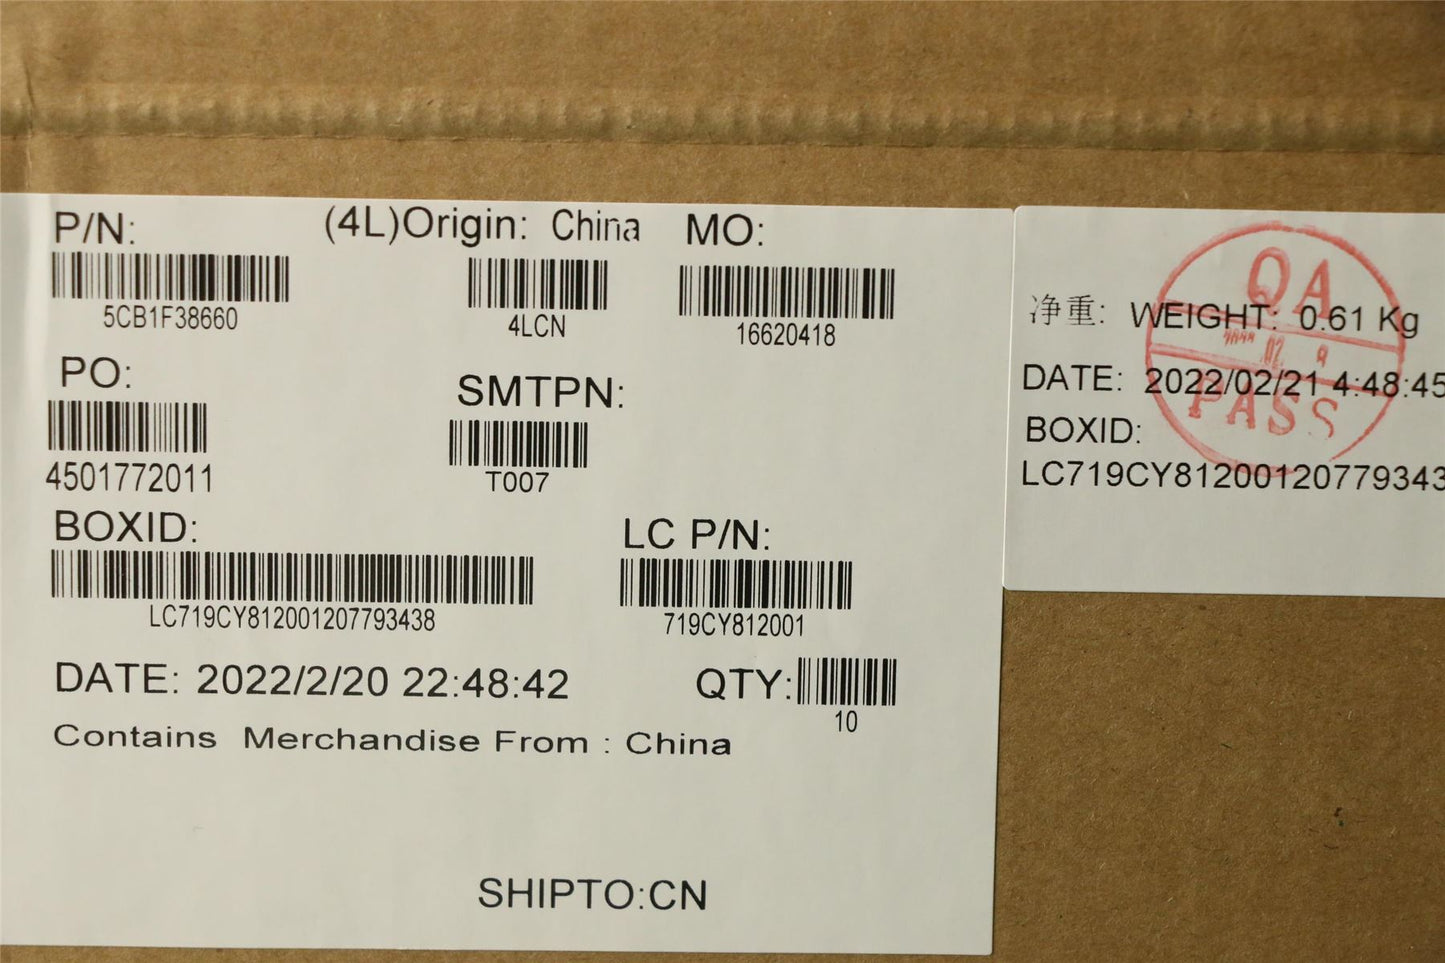 P/N: (4L)Origin: China MO:
5CB1F38660 4LCN 16620418
PO: SMTPN:
4501772011 T007
BOXID: LC P/N:
LC719CY812001207793438 719CY812001
DATE: 2022/2/20 22:48:42 QTY:
10
Contains Merchandise From : China
SHIPTO:CN
净重: WEIGHT: 0.61 Kg
DATE: 2022/02/21 4:48:45
BOXID:
LC719CY81200120779343
QA
02
PASS